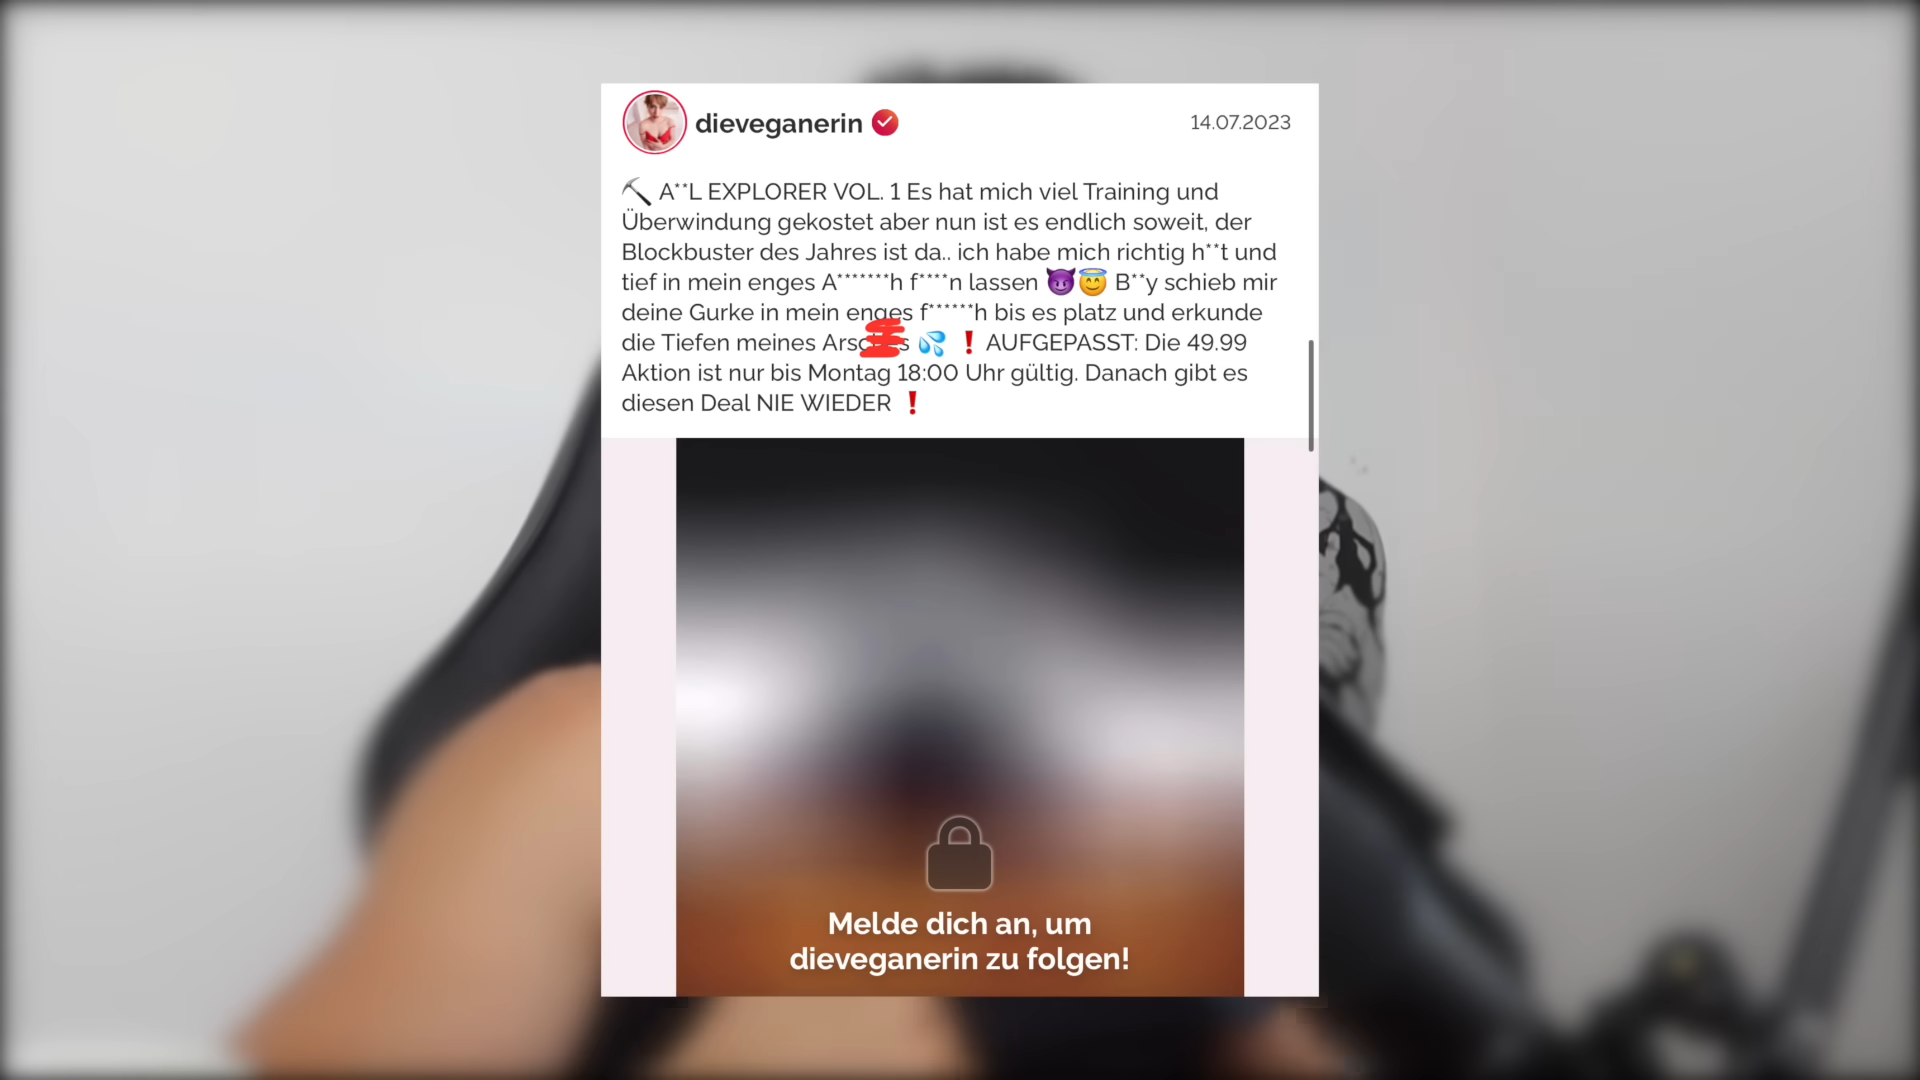 dieveganerin
14.07.2023
A**L EXPLORER VOL. 1 Es hat mich viel Training und
Überwindung gekostet aber nun ist es endlich soweit, der
Blockbuster des Jahres ist da.. ich habe mich richtig h**t und
tief in mein enges A*******h f****n lassen 😈😇 B**y schieb mir
deine Gurke in mein enges f******h bis es platz und erkunde
die Tiefen meines 💦 ❗ AUFGEPASST: Die 49.99
Aktion ist nur bis Montag 18:00 Uhr gültig. Danach gibt es
diesen Deal NIE WIEDER ❗
Melde dich an, um
dieveganerin zu folgen!